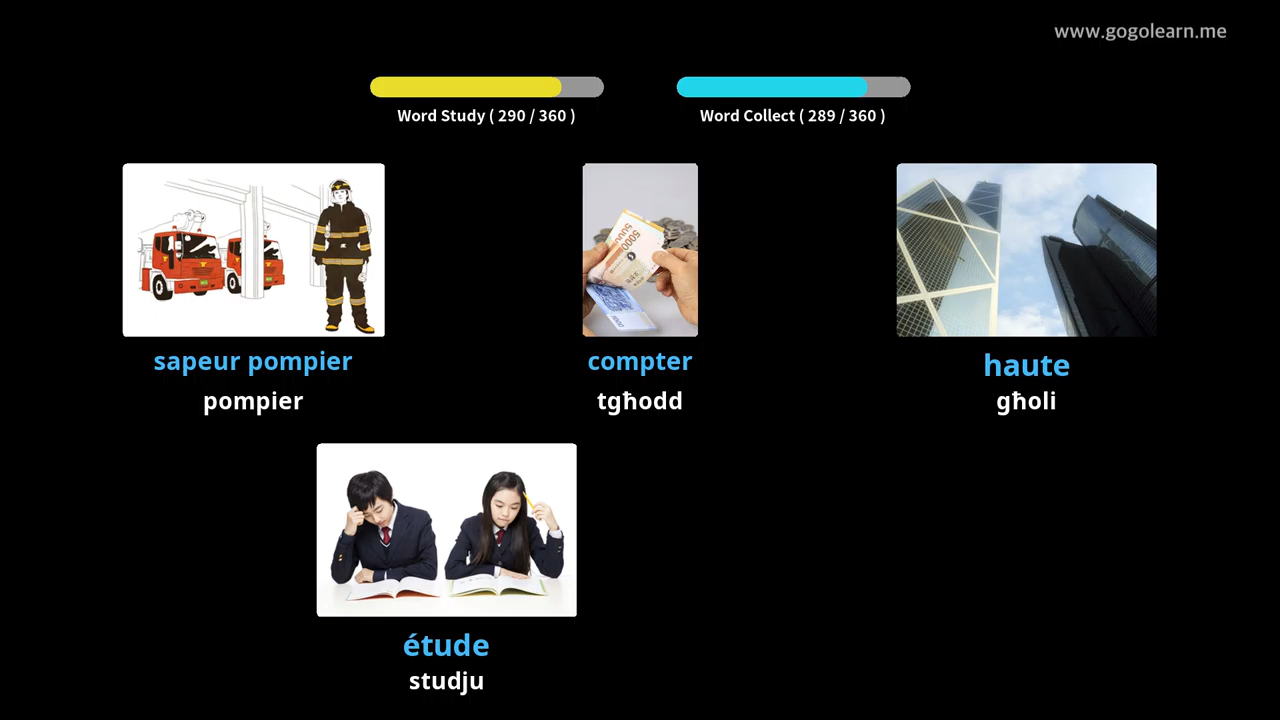 www.gogolearn.me
Word Study ( 290 / 360 )
Word Collect ( 289 / 360 )
sapeur pompier
pompier
compter
tgħodd
haute
għoli
étude
studju